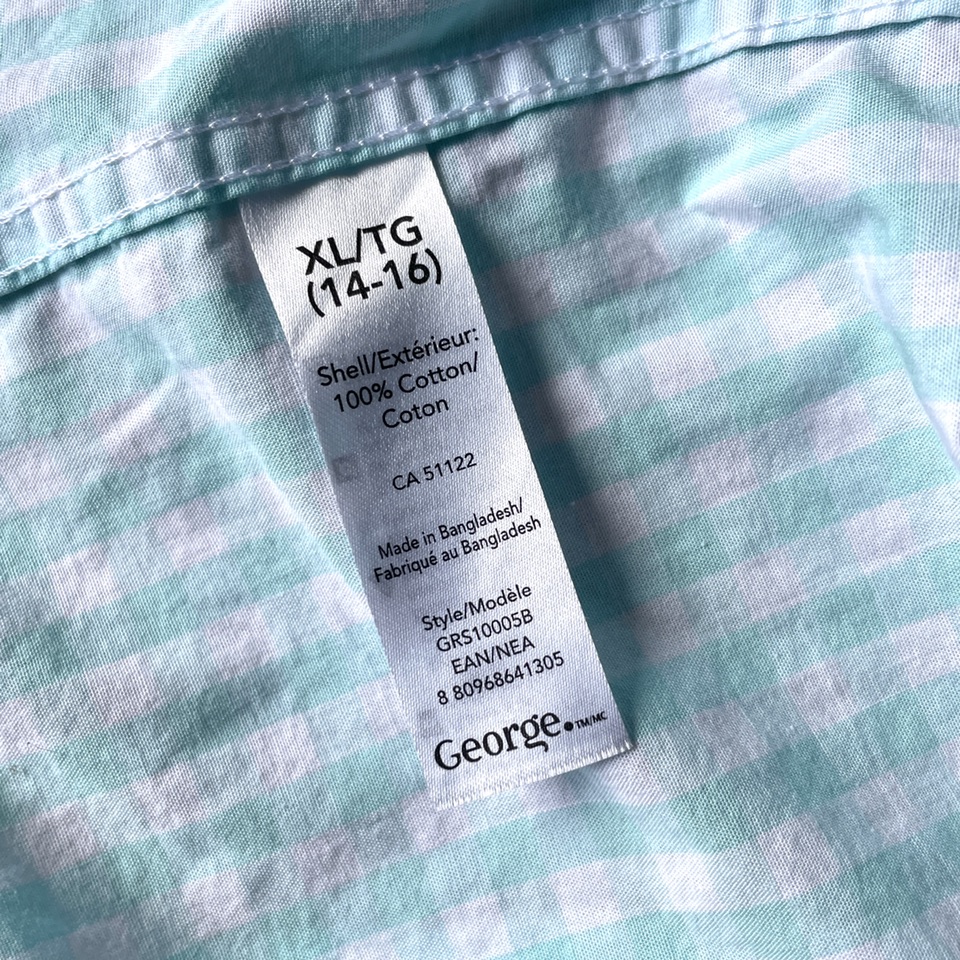 XL/TG
(14-16)
Shell/Extérieur:
100% Cotton/
Coton
CA 51122
Made in Bangladesh/
Fabriqué au Bangladesh
Style/Modèle
GRS10005B
EAN/NEA
8 80968641305
George. TM/MC